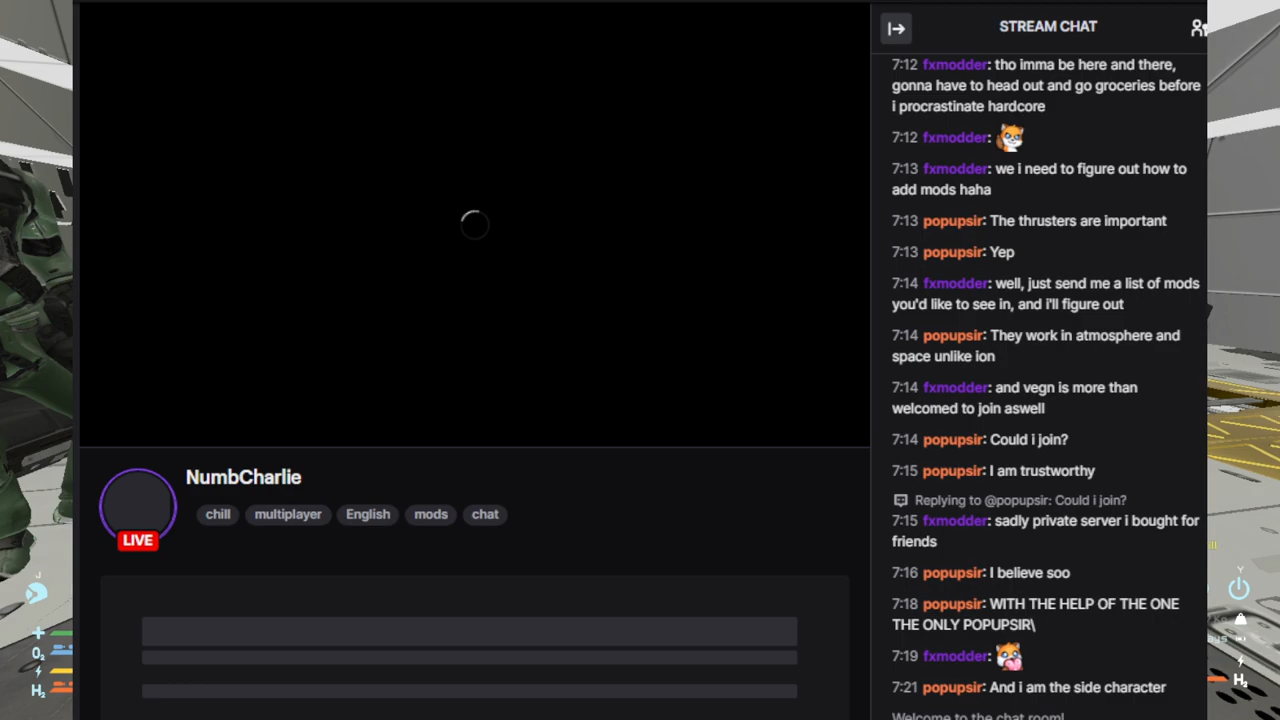 STREAM CHAT
7:12 fxmodder: tho imma be here and there,
gonna have to head out and go groceries before
i procrastinate hardcore
7:12 fxmodder:
7:13 fxmodder: we i need to figure out how to
add mods haha
7:13 popupsir: The thrusters are important
7:13 popupsir: Yep
7:14 fxmodder: well, just send me a list of mods
you'd like to see in, and i'll figure out
7:14 popupsir: They work in atmosphere and
space unlike ion
7:14 fxmodder: and vegn is more than
welcomed to join aswell
7:14 popupsir: Could i join?
7:15 popupsir: I am trustworthy
Replying to @popupsir: Could i join?
7:15 fxmodder: sadly private server i bought for
friends
7:16 popupsir: I believe soo
7:18 popupsir: WITH THE HELP OF THE ONE
THE ONLY POPUPSIR\
7:19 fxmodder:
7:21 popupsir: And i am the side character
Welcome to the chat room!
NumbCharlie
chill multiplayer English mods chat
LIVE
J
O₂
H₂
Y
H₂